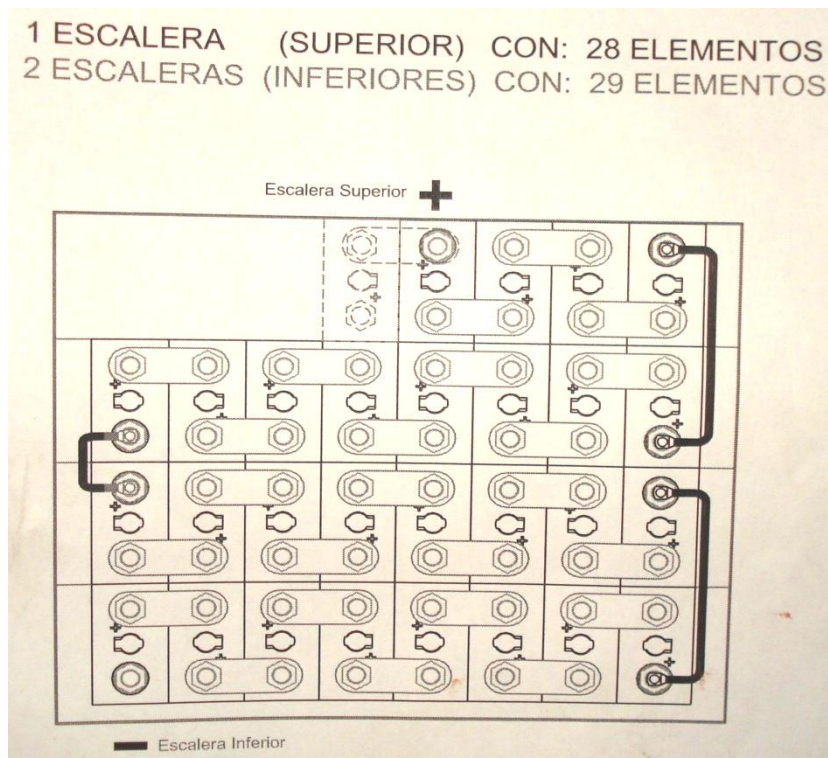 1 ESCALERA (SUPERIOR) CON: 28 ELEMENTOS
2 ESCALERAS (INFERIORES) CON: 29 ELEMENTOS
Escalera Superior +
Escalera Inferior